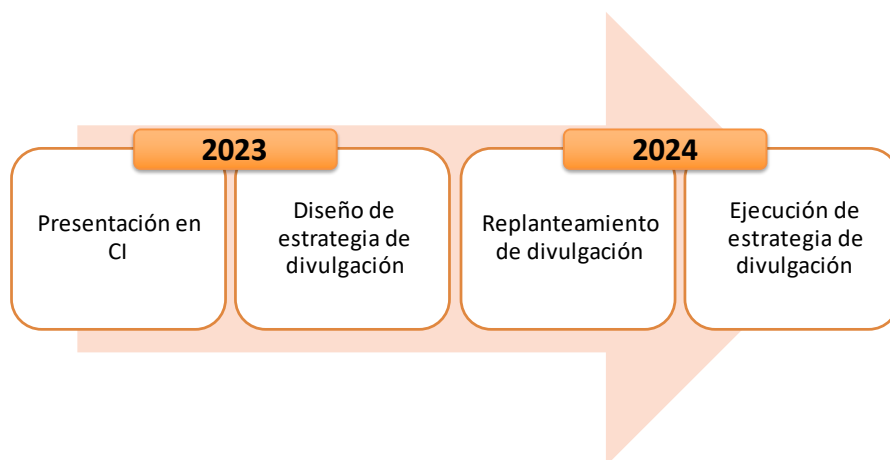 2023
Presentación en
CI
Diseño de
estrategia de
divulgación
2024
Replanteamiento
de divulgación
Ejecución de
estrategia de
divulgación